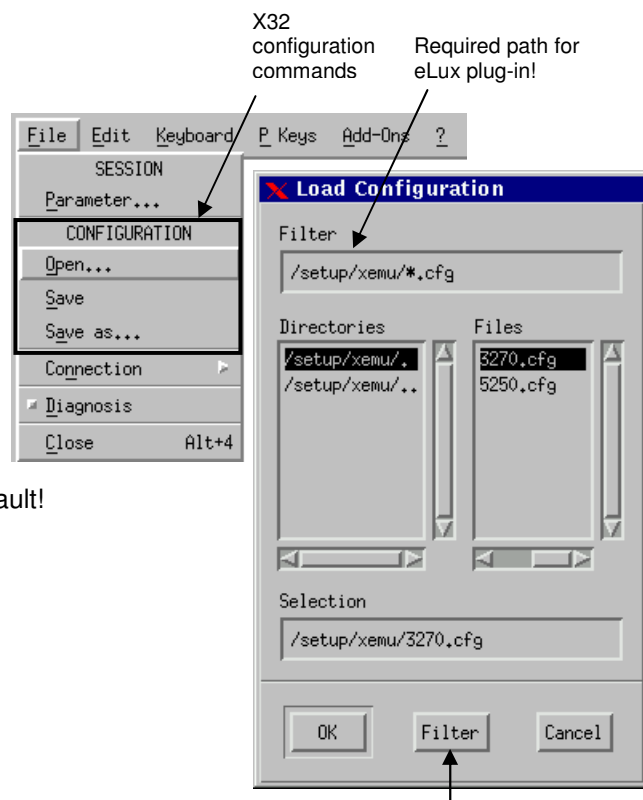 X32
configuration
commands
Required path for
eLux plug-in!
File Edit Keyboard P Keys Add-Ons ?
SESSION
Parameter...
CONFIGURATION
Open...
Save
Save as...
Connection
Diagnosis
Close Alt+4
ault!
Load Configuration
Filter
/setup/xemu/*.cfg
Directories
/setup/xemu/.
/setup/xemu/..
Files
3270.cfg
5250.cfg
Selection
/setup/xemu/3270.cfg
OK Filter Cancel